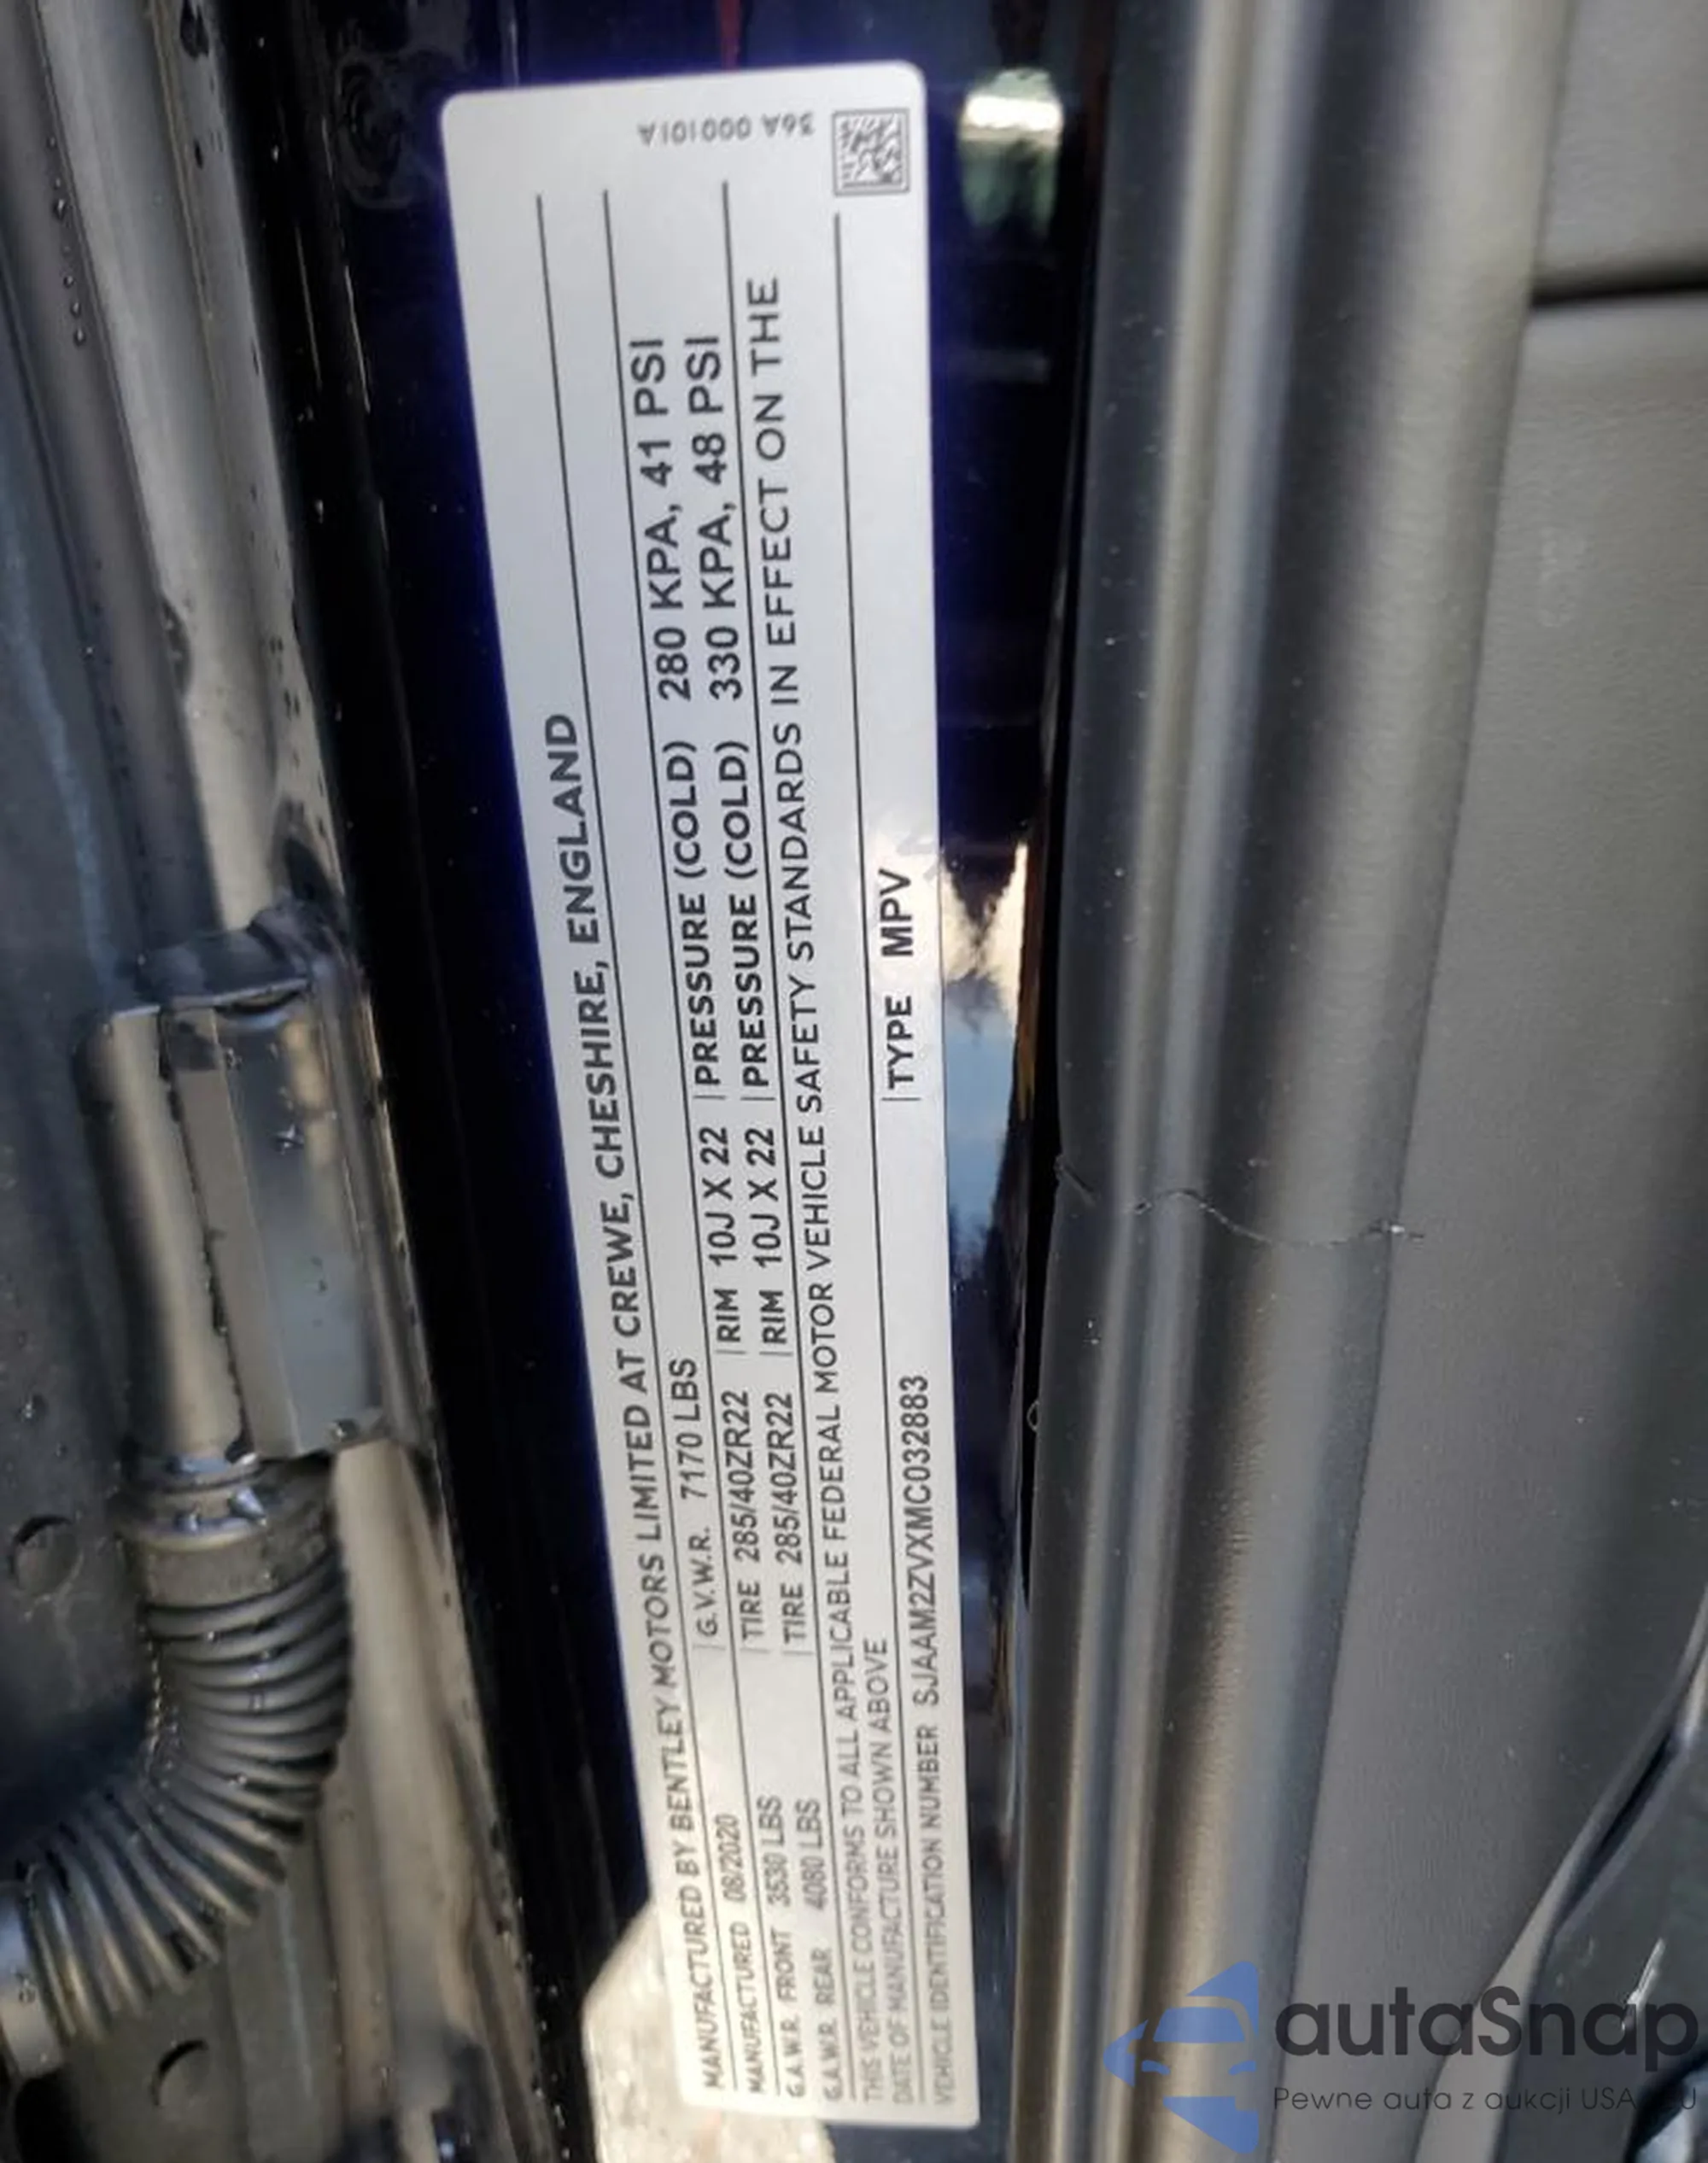 MANUFACTURED BY BENTLEY MOTORS LIMITED AT CREWE, CHESHIRE, ENGLAND
MANUFACTURED 08/2020 G.V.W.R. 7170 LBS
G.A.W.R. FRONT 3530 LBS TIRE 285/40ZR22 RIM 10J X 22 PRESSURE (COLD) 280 KPA, 41 PSI
G.A.W.R. REAR 4080 LBS TIRE 285/40ZR22 RIM 10J X 22 PRESSURE (COLD) 330 KPA, 48 PSI
THIS VEHICLE CONFORMS TO ALL APPLICABLE FEDERAL MOTOR VEHICLE SAFETY STANDARDS IN EFFECT ON THE
DATE OF MANUFACTURE SHOWN ABOVE
VEHICLE IDENTIFICATION NUMBER SJAAM2ZVXMC032883 TYPE MPV
36A 000101A
autaSnap
Pewne auta z aukcji USA